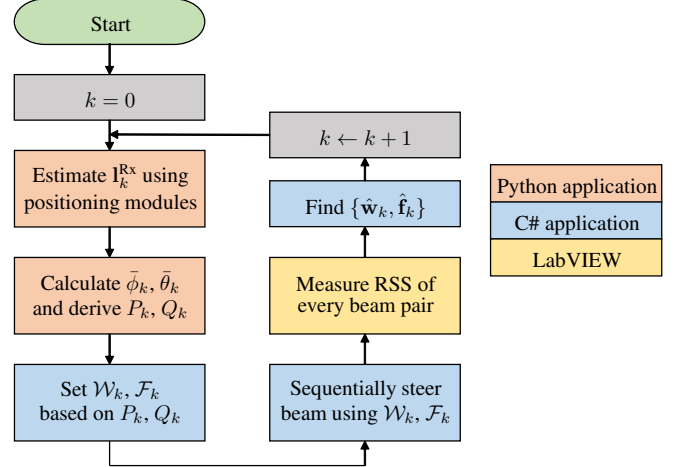 Start
k = 0
Estimate l_k^Rx using
positioning modules
Calculate ϕ̄_k, θ̄_k
and derive P_k, Q_k
Set 𝒲_k, ℱ_k
based on P_k, Q_k
k ← k + 1
Find {ŵ_k, f̂_k}
Measure RSS of
every beam pair
Sequentially steer
beam using 𝒲_k, ℱ_k
Python application
C# application
LabVIEW